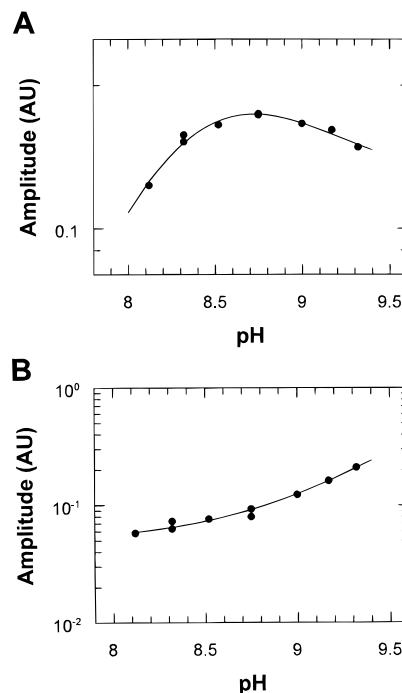 A
Amplitude (AU)
0.1
8 8.5 9 9.5
pH
B
Amplitude (AU)
10⁰
10⁻¹
10⁻²
8 8.5 9 9.5
pH